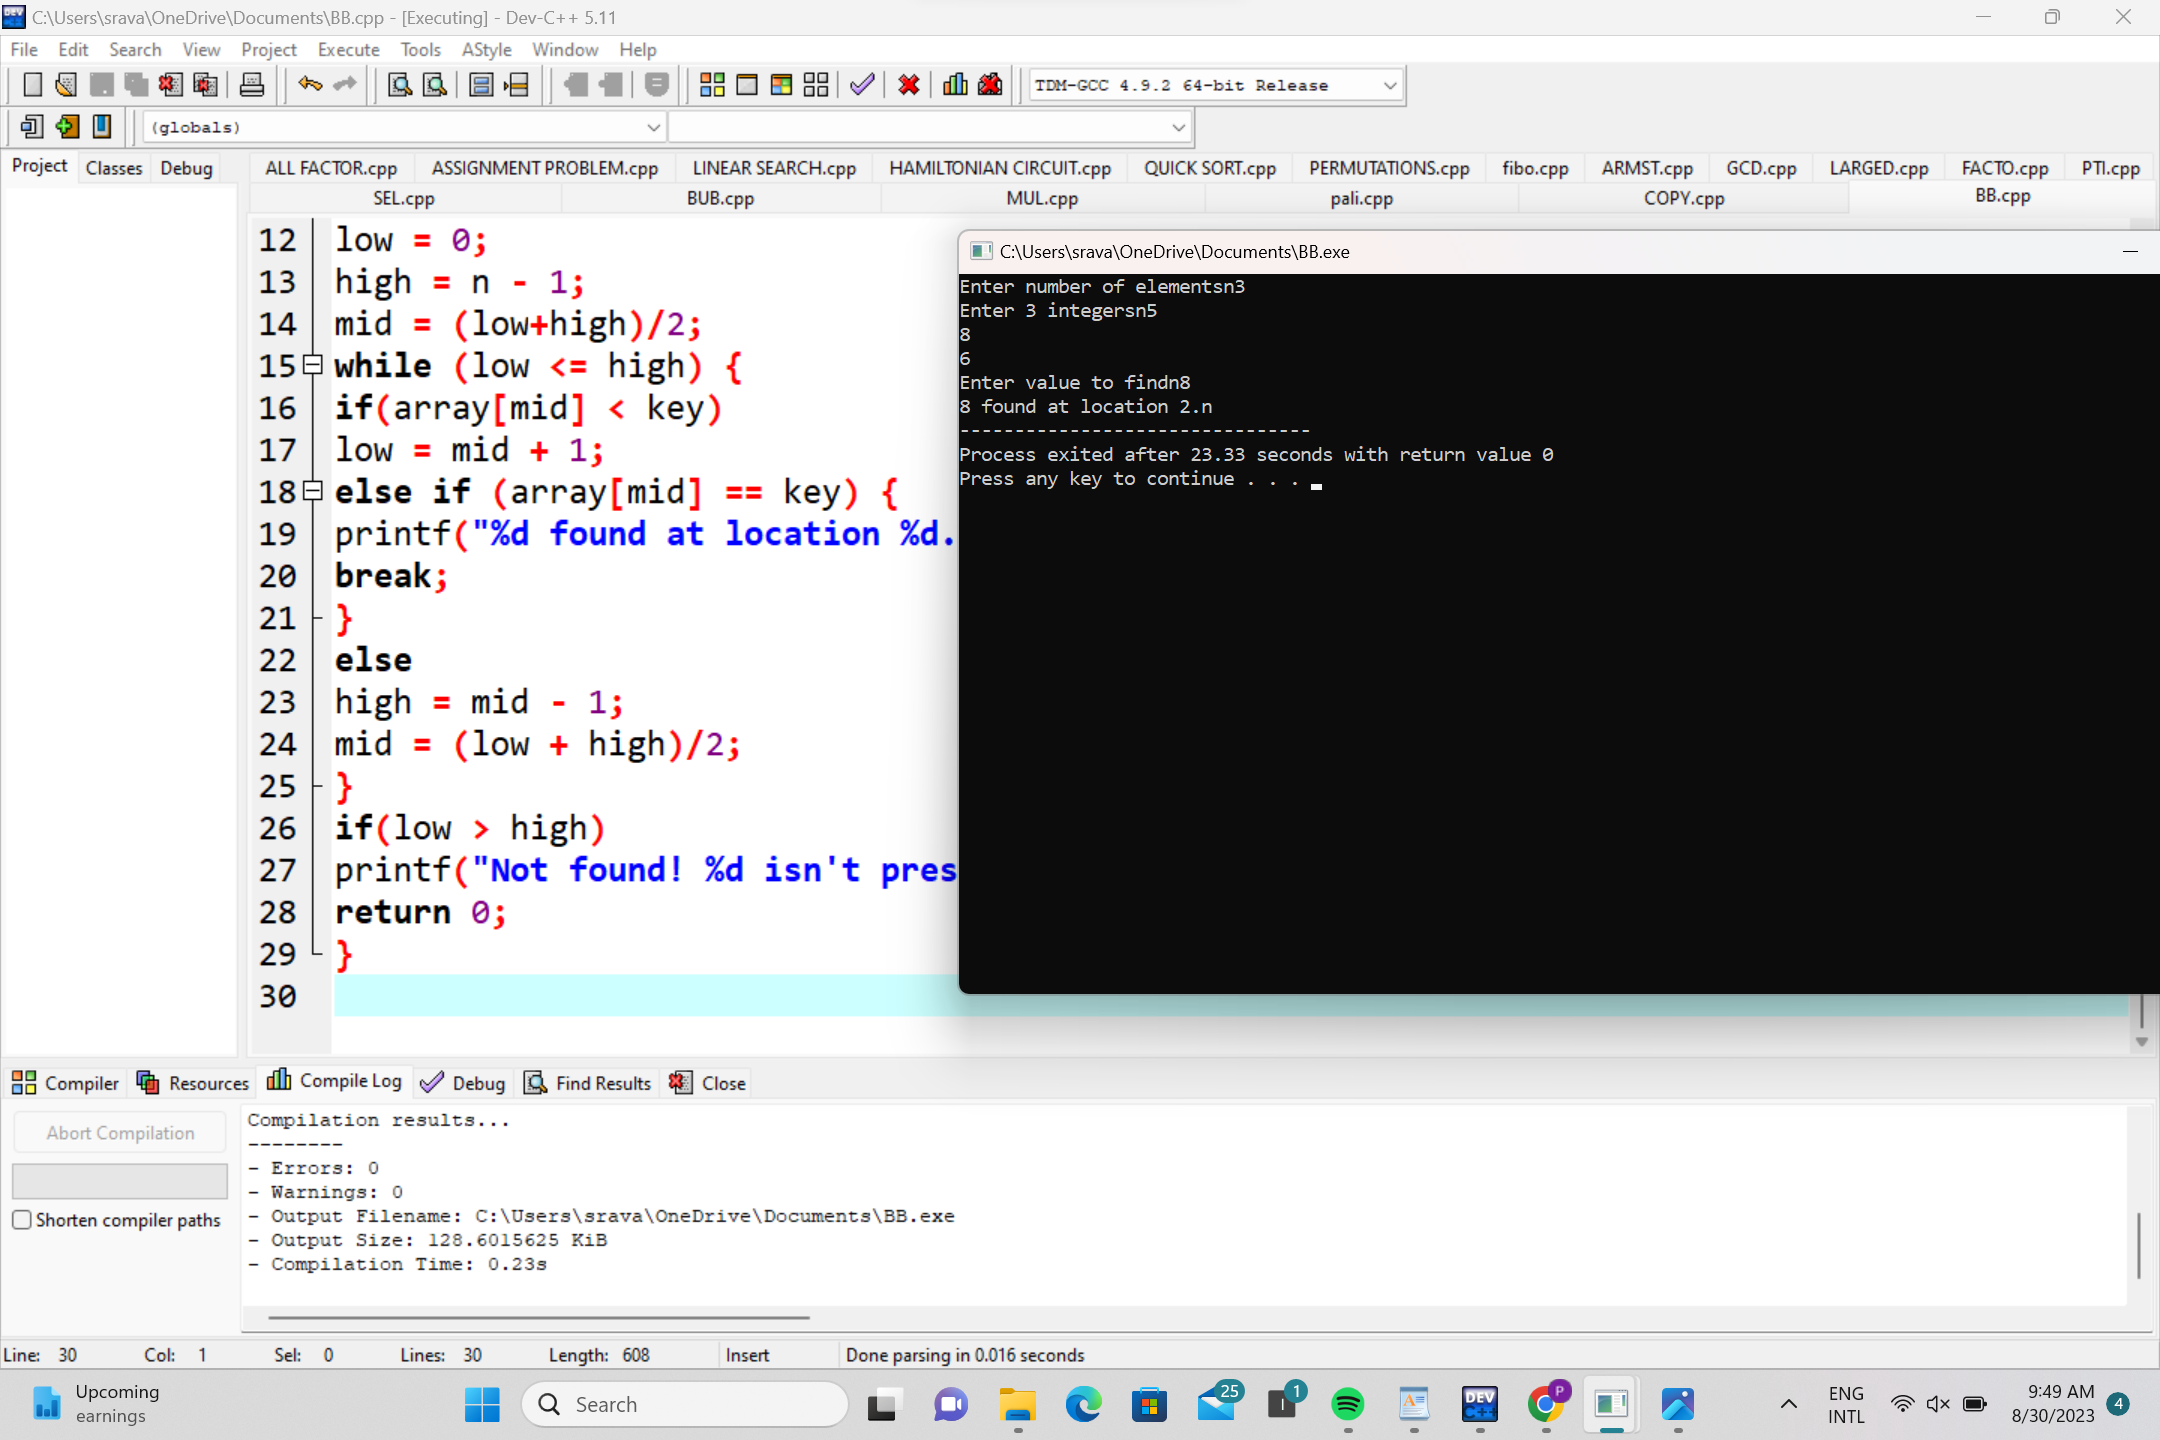 C:\Users\srava\OneDrive\Documents\BB.cpp - [Executing] - Dev-C++ 5.11
File Edit Search View Project Execute Tools AStyle Window Help
TDM-GCC 4.9.2 64-bit Release
(globals)
Project Classes Debug
ALL FACTOR.cpp ASSIGNMENT PROBLEM.cpp LINEAR SEARCH.cpp HAMILTONIAN CIRCUIT.cpp QUICK SORT.cpp PERMUTATIONS.cpp fibo.cpp ARMST.cpp GCD.cpp LARGED.cpp FACTO.cpp PTI.cpp
SEL.cpp BUB.cpp MUL.cpp pali.cpp COPY.cpp BB.cpp
12 low = 0;
13 high = n - 1;
14 mid = (low+high)/2;
15 while (low <= high) {
16 if(array[mid] < key)
17 low = mid + 1;
18 else if (array[mid] == key) {
19 printf("%d found at location %d.
20 break;
21 }
22 else
23 high = mid - 1;
24 mid = (low + high)/2;
25 }
26 if(low > high)
27 printf("Not found! %d isn't pres
28 return 0;
29 }
30
C:\Users\srava\OneDrive\Documents\BB.exe
Enter number of elementsn3
Enter 3 integersn5
8
6
Enter value to findn8
8 found at location 2.n
--------------------------------
Process exited after 23.33 seconds with return value 0
Press any key to continue . . .
Compiler Resources Compile Log Debug Find Results Close
Abort Compilation
Shorten compiler paths
Compilation results...
--------
- Errors: 0
- Warnings: 0
- Output Filename: C:\Users\srava\OneDrive\Documents\BB.exe
- Output Size: 128.6015625 KiB
- Compilation Time: 0.23s
Line: 30 Col: 1 Sel: 0 Lines: 30 Length: 608 Insert Done parsing in 0.016 seconds
Upcoming
earnings
Search
25
1
DEV
C++
P
ENG
INTL
9:49 AM
8/30/2023
4